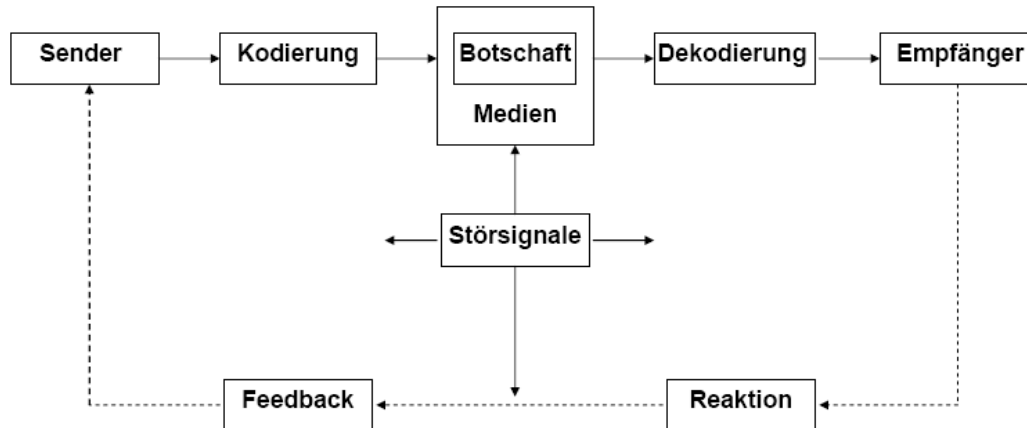 Sender
Kodierung
Botschaft
Medien
Dekodierung
Empfänger
Störsignale
Feedback
Reaktion